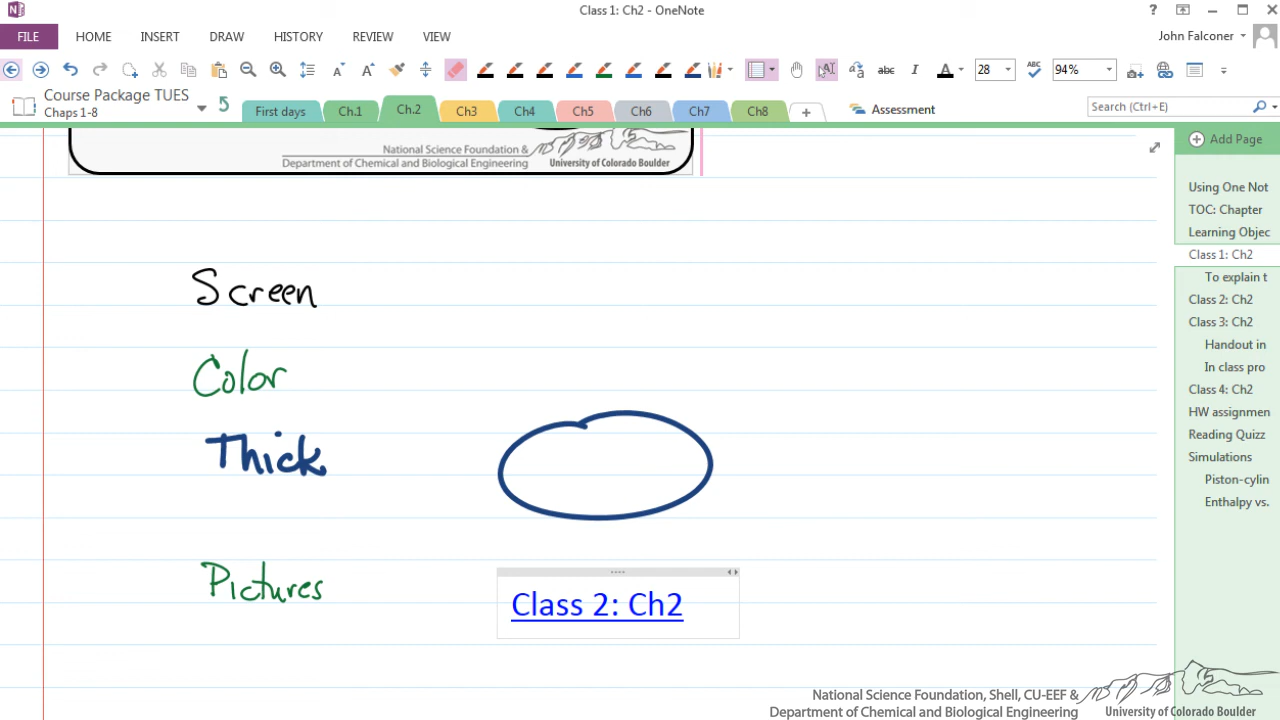 Class 1: Ch2 - OneNote
FILE HOME INSERT DRAW HISTORY REVIEW VIEW
John Falconer
28
94%
Course Package TUES
Chaps 1-8
First days Ch.1 Ch.2 Ch3 Ch4 Ch5 Ch6 Ch7 Ch8 Assessment
Search (Ctrl+E)
National Science Foundation &
Department of Chemical and Biological Engineering University of Colorado Boulder
Screen
Color
Thick
Pictures
Class 2: Ch2
Add Page
Using One Not
TOC: Chapter
Learning Objec
Class 1: Ch2
To explain t
Class 2: Ch2
Class 3: Ch2
Handout in
In class pro
Class 4: Ch2
HW assignmen
Reading Quizz
Simulations
Piston-cylin
Enthalpy vs.
National Science Foundation, Shell, CU-EEF &
Department of Chemical and Biological Engineering University of Colorado Boulder